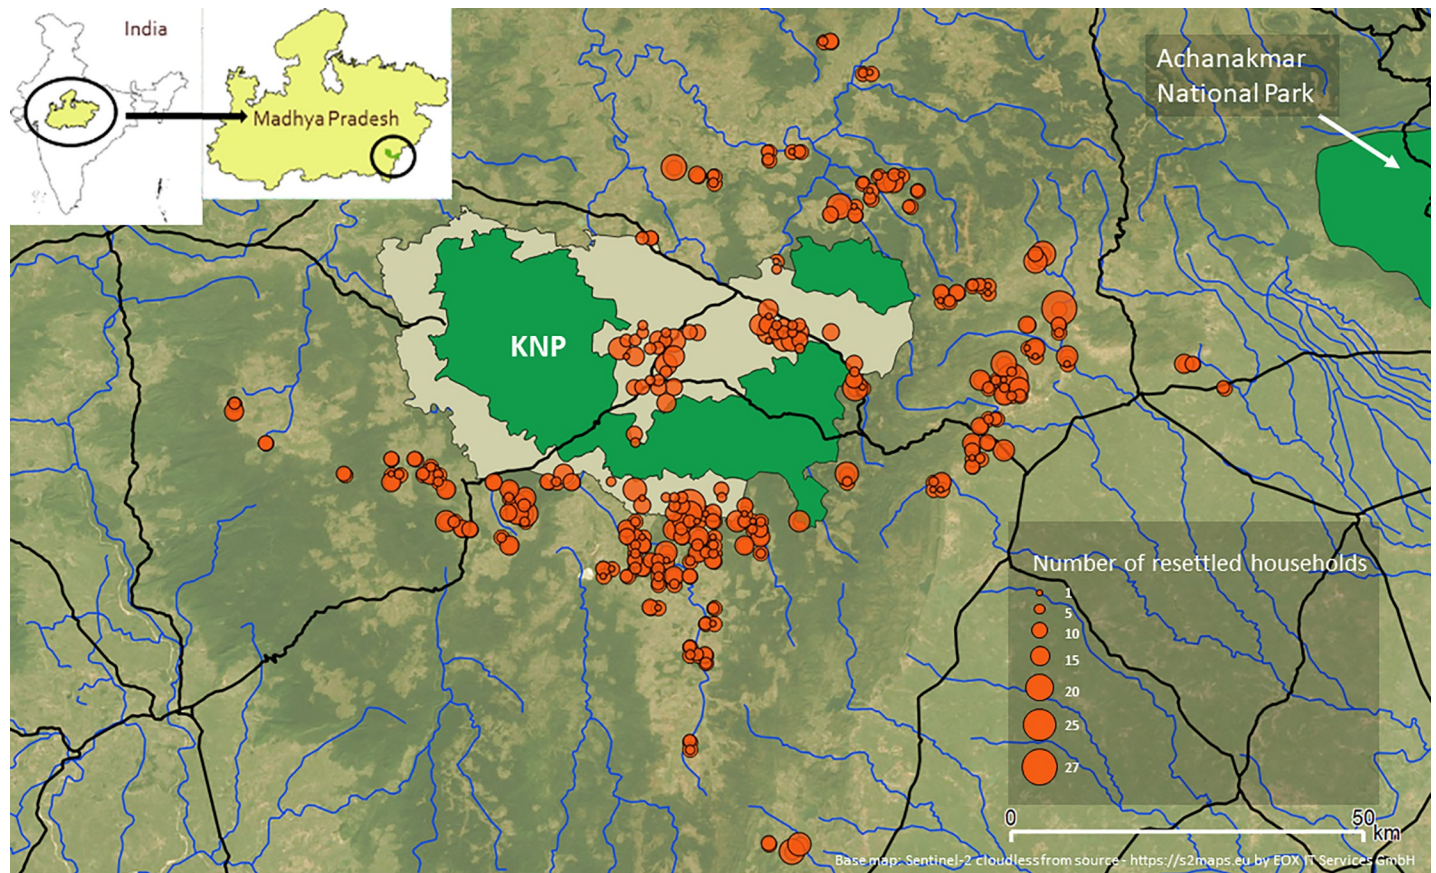 India
Madhya Pradesh
Achanakmar
National Park
KNP
Number of resettled households
1
5
10
15
20
25
27
0
50
km
Base map: Sentinel-2 cloudless from source - https://s2maps.eu by EOX IT Services GmbH